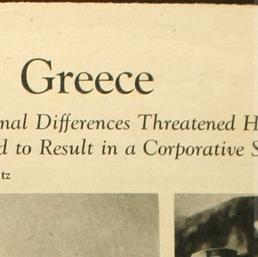 Greece
nal Differences Threatened H
d to Result in a Corporative S
tz